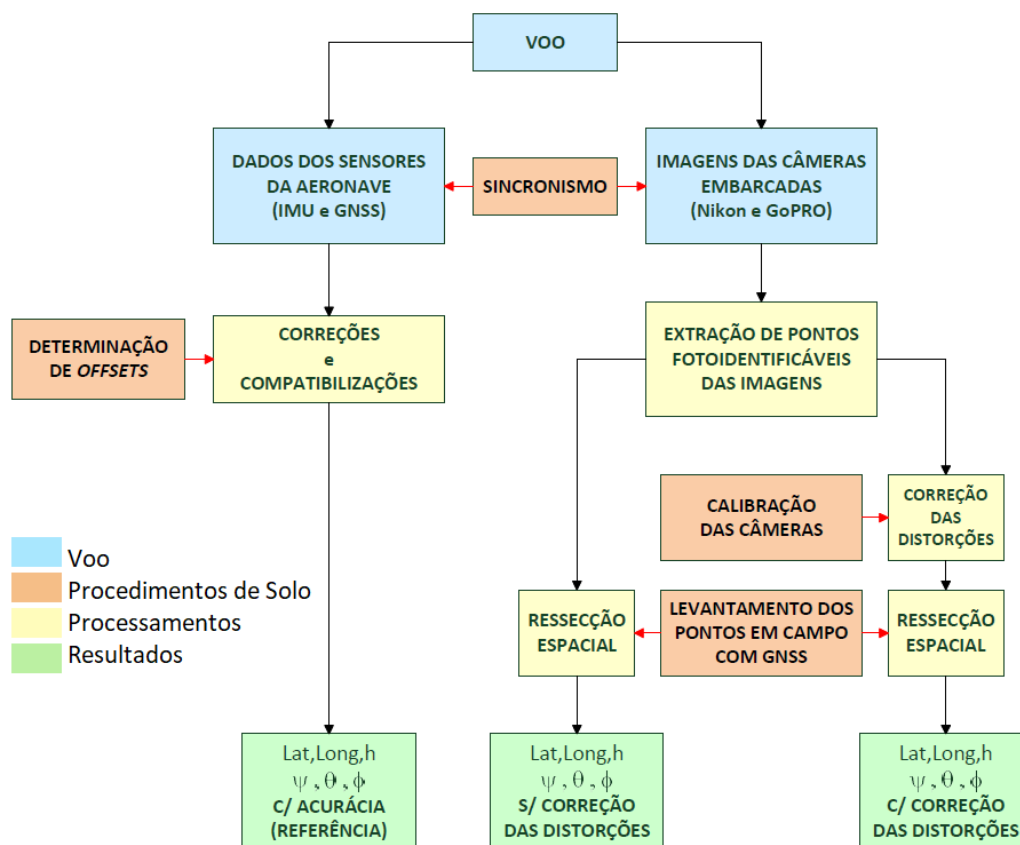 VOO
DADOS DOS SENSORES
DA AERONAVE
(IMU e GNSS)
SINCRONISMO
IMAGENS DAS CÂMERAS
EMBARCADAS
(Nikon e GoPRO)
DETERMINAÇÃO
DE OFFSETS
CORREÇÕES
e
COMPATIBILIZAÇÕES
EXTRAÇÃO DE PONTOS
FOTOIDENTIFICÁVEIS
DAS IMAGENS
CALIBRAÇÃO
DAS CÂMERAS
CORREÇÃO
DAS
DISTORÇÕES
Voo
Procedimentos de Solo
Processamentos
Resultados
RESSECÇÃO
ESPACIAL
LEVANTAMENTO DOS
PONTOS EM CAMPO
COM GNSS
RESSECÇÃO
ESPACIAL
Lat,Long,h
ψ , θ , ϕ
C/ ACURÁCIA
(REFERÊNCIA)
Lat,Long,h
ψ , θ , ϕ
S/ CORREÇÃO
DAS DISTORÇÕES
Lat,Long,h
ψ , θ , ϕ
C/ CORREÇÃO
DAS DISTORÇÕES